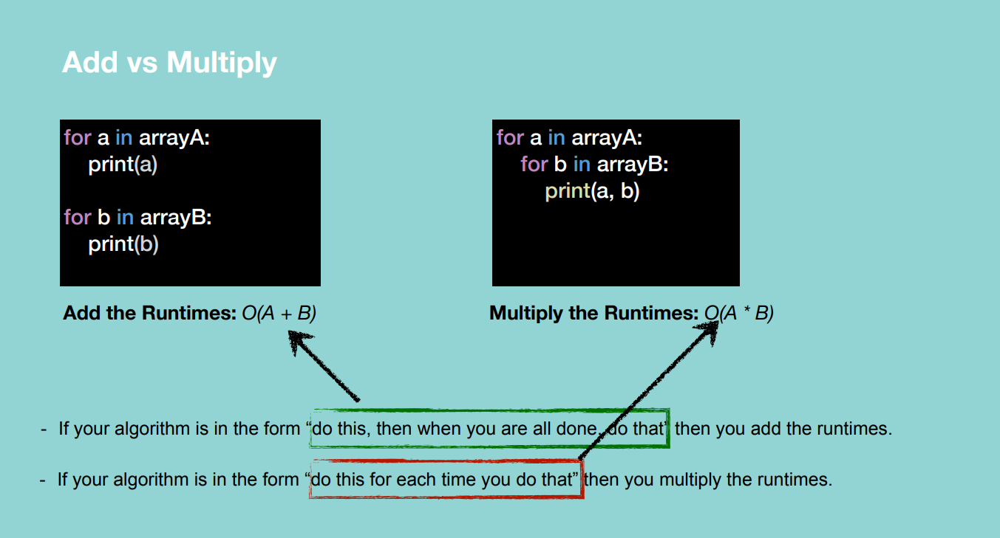 Add vs Multiply
for a in arrayA:
    print(a)
for b in arrayB:
    print(b)
Add the Runtimes: O(A + B)
for a in arrayA:
    for b in arrayB:
        print(a, b)
Multiply the Runtimes: O(A * B)
- If your algorithm is in the form “do this, then when you are all done, do that” then you add the runtimes.
- If your algorithm is in the form “do this for each time you do that” then you multiply the runtimes.